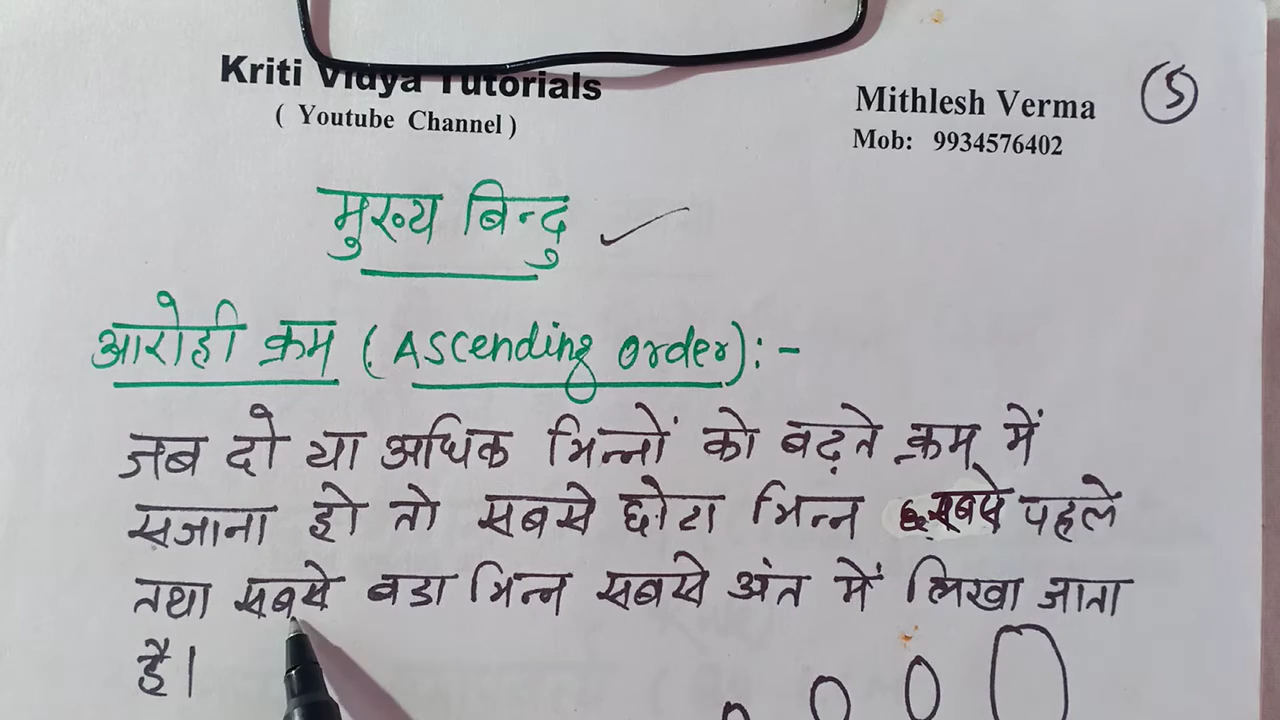 Kriti Vidya Tutorials
( Youtube Channel )
Mithlesh Verma
Mob: 9934576402
5
मुख्य बिन्दु
आरोही क्रम (Ascending order):-
जब दो या अधिक भिन्नों को बढ़ते क्रम में
सजाना हो तो सबसे छोटा भिन्न सबसे पहले
तथा सबसे बडा भिन्न सबसे अंत में लिखा जाता
है।